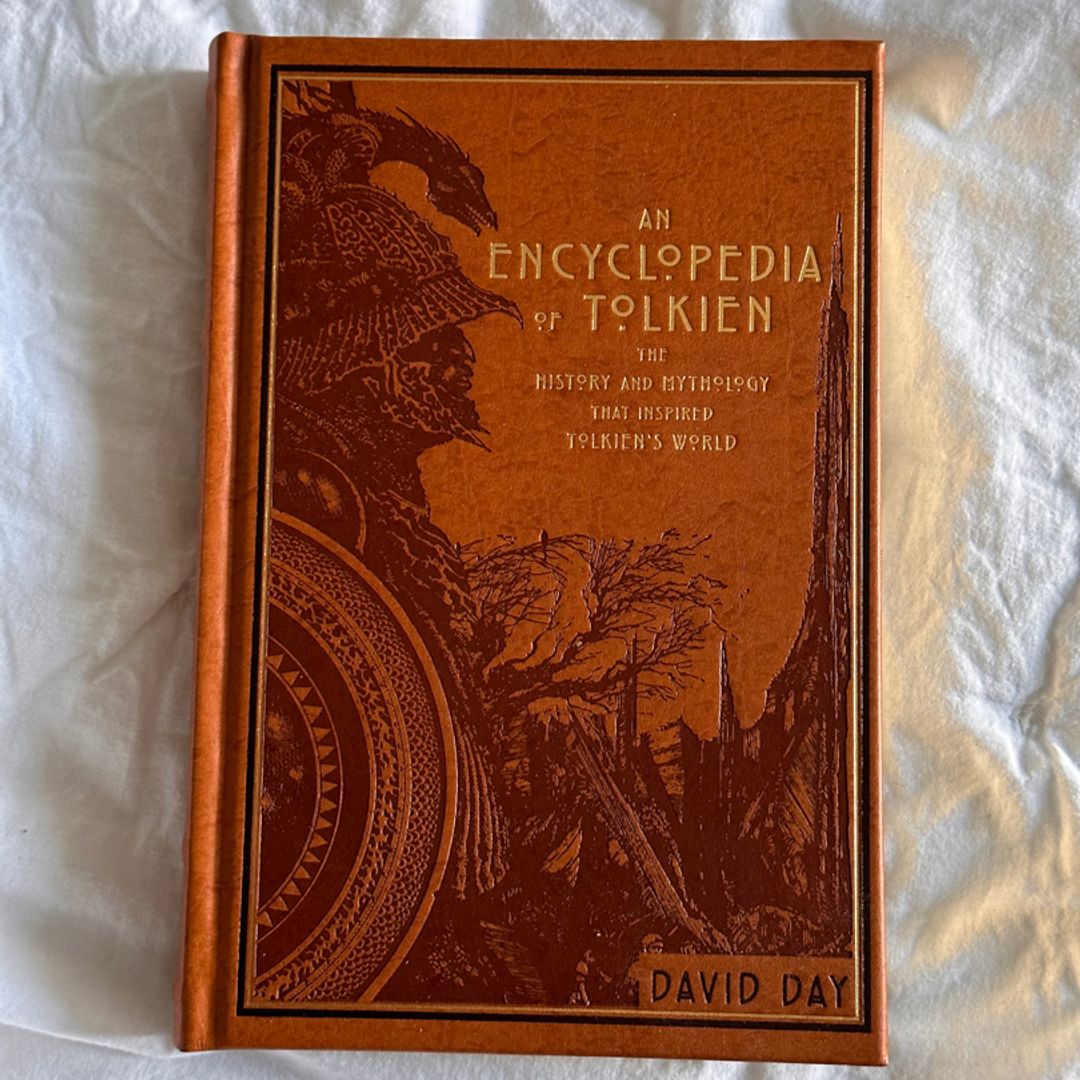 AN
ENCYCLOPEDIA
OF TOLKIEN
THE
HISTORY AND MYTHOLOGY
THAT INSPIRED
TOLKIEN'S WORLD
DAVID DAY